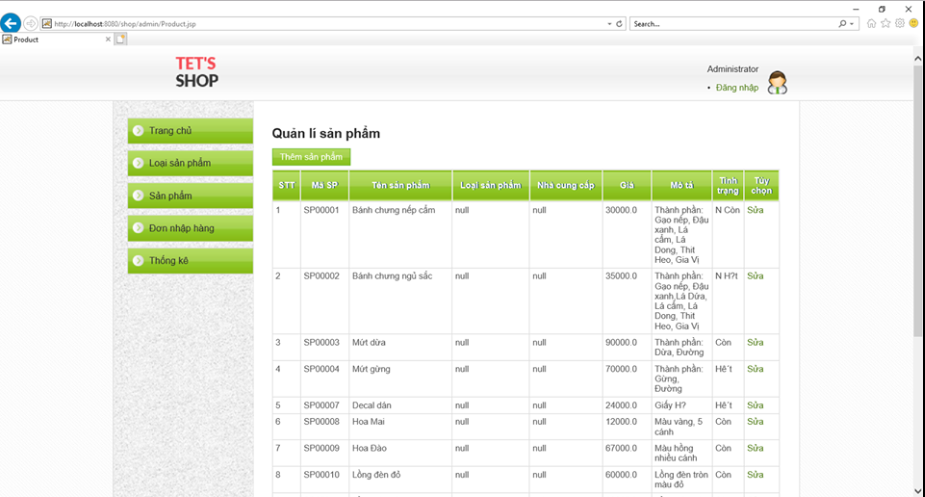 http://localhost:8080/shop/admin/Product.jsp
Search...
Product
TET'S
SHOP
Administrator
• Đăng nhập
Trang chủ
Loại sản phẩm
Sản phẩm
Đơn nhập hàng
Thống kê
Quản lí sản phẩm
Thêm sản phẩm
STT Mã SP Tên sản phẩm Loại sản phẩm Nhà cung cấp Giá Mô tả Tình trạng Tùy chọn
1 SP00001 Bánh chưng nếp cẩm null null 30000.0 Thành phần: N Còn Sửa
Gạo nếp, Đậu
xanh, Lá
cẩm, Lá
Dong, Thit
Heo, Gia Vị
2 SP00002 Bánh chưng ngủ sắc null null 35000.0 Thành phần: N H?t Sửa
Gạo nếp, Đậu
xanh,Lá Dừa,
Lá cẩm, Lá
Dong, Thit
Heo, Gia Vị
3 SP00003 Mứt dừa null null 90000.0 Thành phần: Còn Sửa
Dừa, Đường
4 SP00004 Mứt gừng null null 70000.0 Thành phần: Hê´t Sửa
Gừng,
Đường
5 SP00007 Decal dán null null 24000.0 Giấy H? Hê´t Sửa
6 SP00008 Hoa Mai null null 12000.0 Màu vàng, 5 Còn Sửa
cánh
7 SP00009 Hoa Đào null null 67000.0 Màu hồng Còn Sửa
nhiều cánh
8 SP00010 Lồng đèn đỏ null null 60000.0 Lồng đèn tròn Còn Sửa
màu đỏ